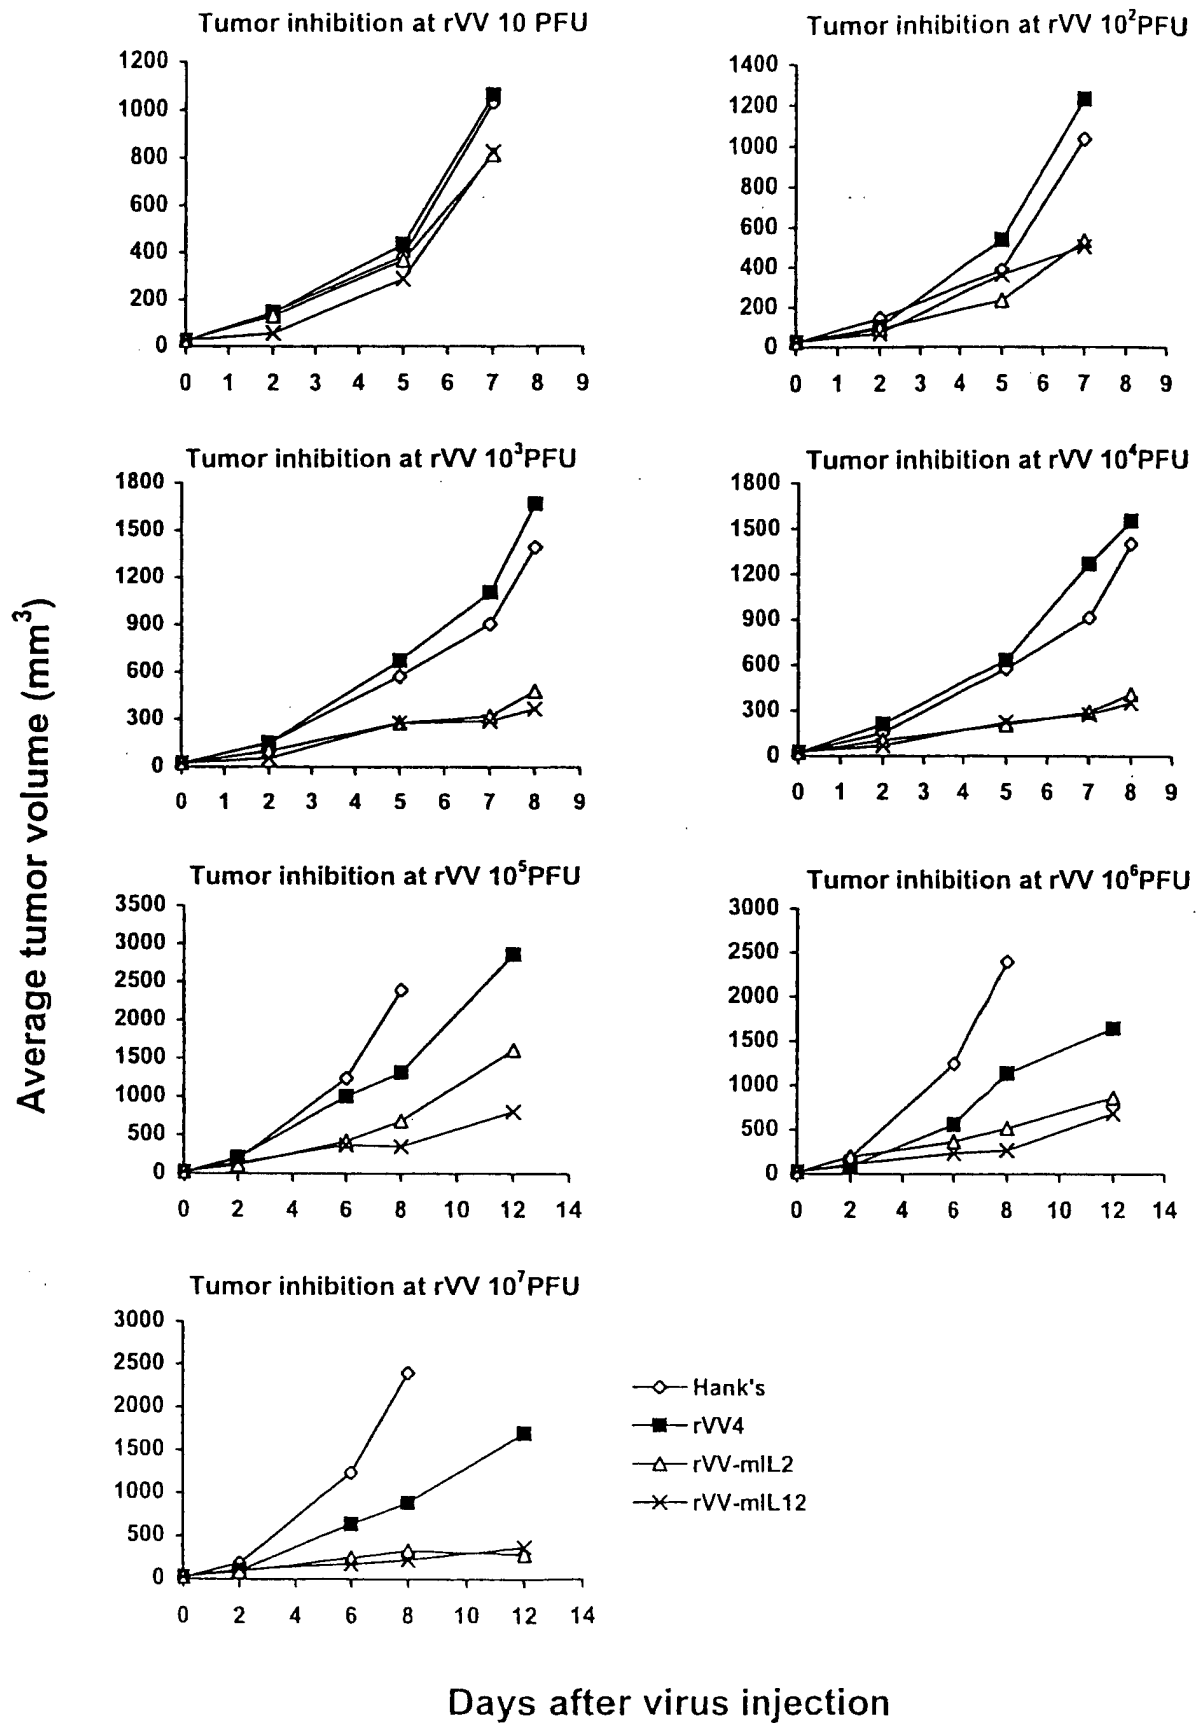 Tumor inhibition at rVV 10 PFU
1200
1000
800
600
400
200
0
0 1 2 3 4 5 6 7 8 9
Tumor inhibition at rVV 10²PFU
1400
1200
1000
800
600
400
200
0
0 1 2 3 4 5 6 7 8 9
Tumor inhibition at rVV 10³PFU
1800
1500
1200
900
600
300
0
0 1 2 3 4 5 6 7 8 9
Tumor inhibition at rVV 10⁴PFU
1800
1500
1200
900
600
300
0
0 1 2 3 4 5 6 7 8 9
Tumor inhibition at rVV 10⁵PFU
3500
3000
2500
2000
1500
1000
500
0
0 2 4 6 8 10 12 14
Tumor inhibition at rVV 10⁶PFU
3000
2500
2000
1500
1000
500
0
0 2 4 6 8 10 12 14
Tumor inhibition at rVV 10⁷PFU
3000
2500
2000
1500
1000
500
0
0 2 4 6 8 10 12 14
Hank's
rVV4
rVV-mIL2
rVV-mIL12
Average tumor volume (mm³)
Days after virus injection